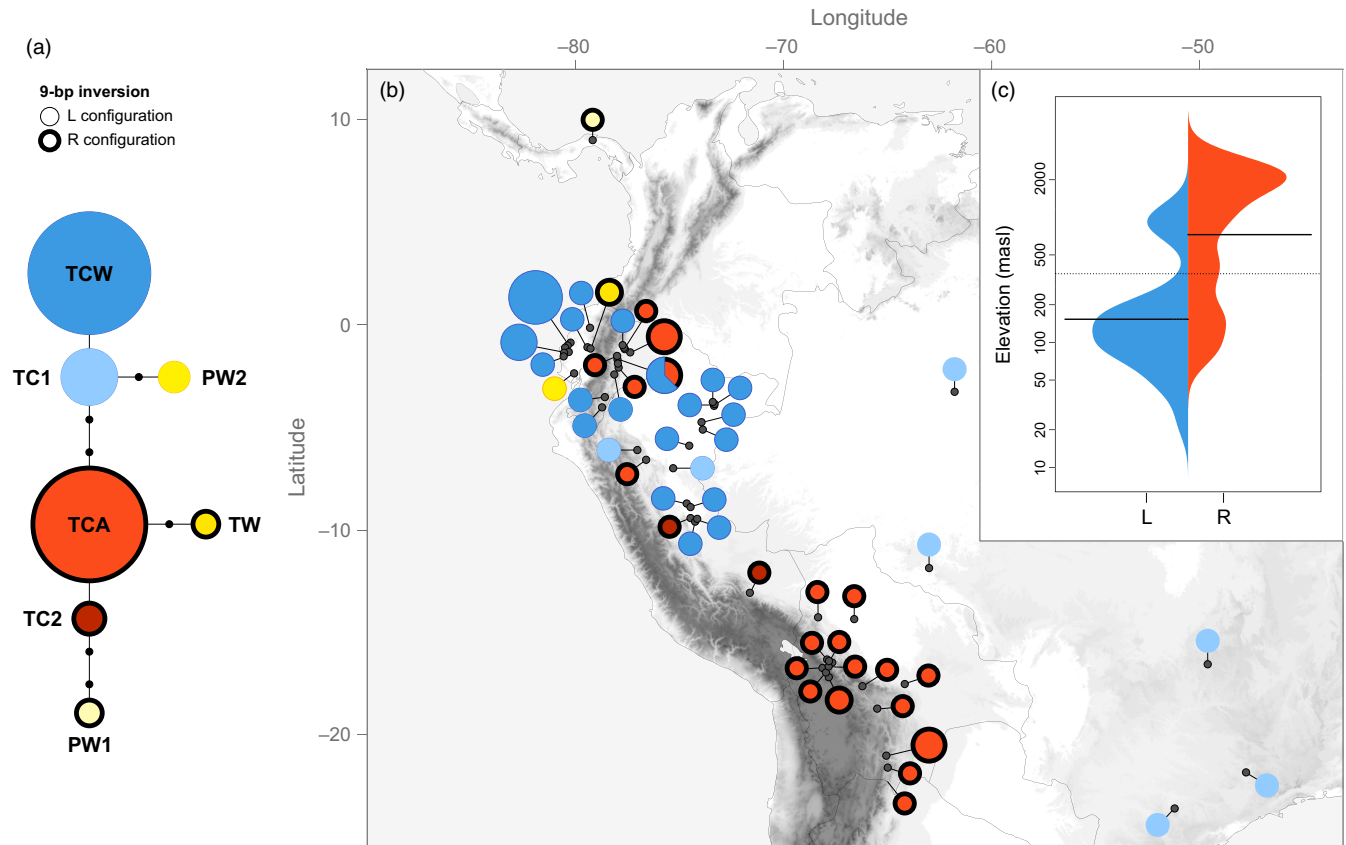 (a)
9-bp inversion
L configuration
R configuration
TCW
TC1
PW2
TCA
TW
TC2
PW1
Longitude
−80
−70
−60
−50
(b)
Latitude
10
0
−10
−20
(c)
Elevation (masl)
2000
500
200
100
50
20
10
L
R